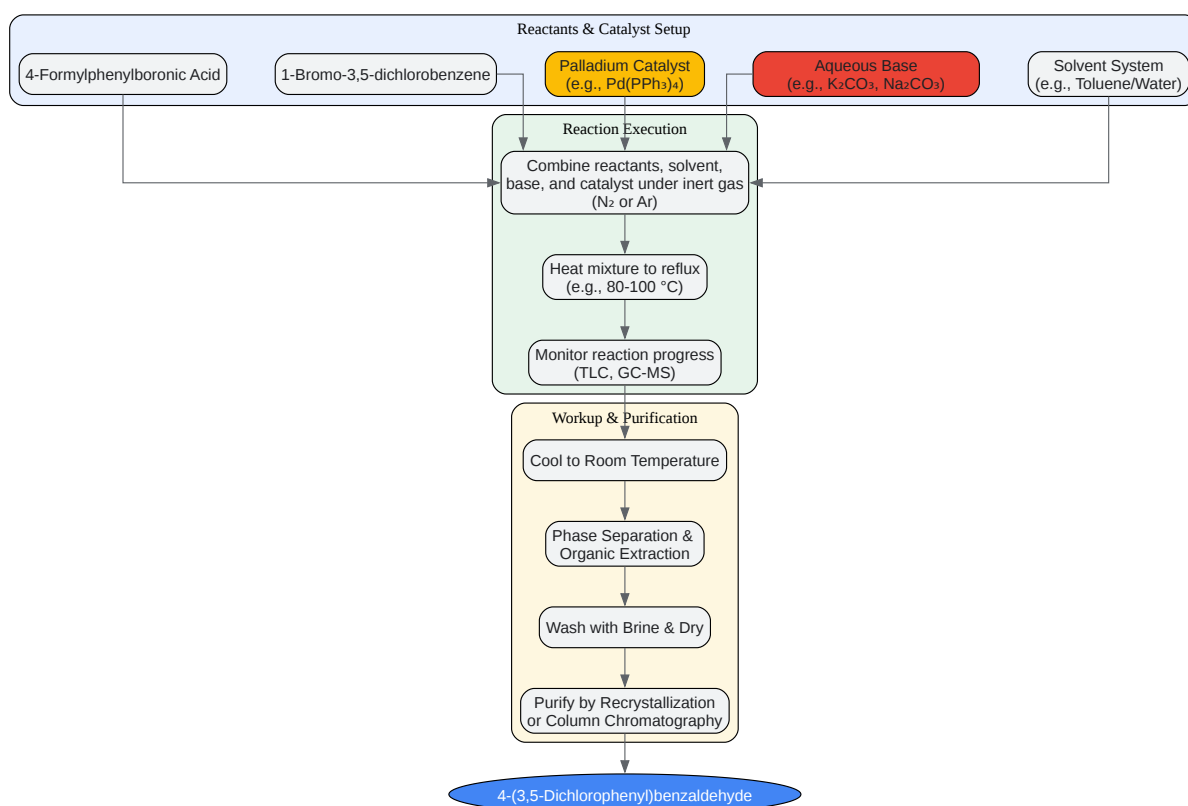 Reactants & Catalyst Setup
4-Formylphenylboronic Acid
1-Bromo-3,5-dichlorobenzene
Palladium Catalyst
(e.g., Pd(PPh₃)₄)
Aqueous Base
(e.g., K₂CO₃, Na₂CO₃)
Solvent System
(e.g., Toluene/Water)
Reaction Execution
Combine reactants, solvent,
base, and catalyst under inert gas
(N₂ or Ar)
Heat mixture to reflux
(e.g., 80-100 °C)
Monitor reaction progress
(TLC, GC-MS)
Workup & Purification
Cool to Room Temperature
Phase Separation &
Organic Extraction
Wash with Brine & Dry
Purify by Recrystallization
or Column Chromatography
4-(3,5-Dichlorophenyl)benzaldehyde